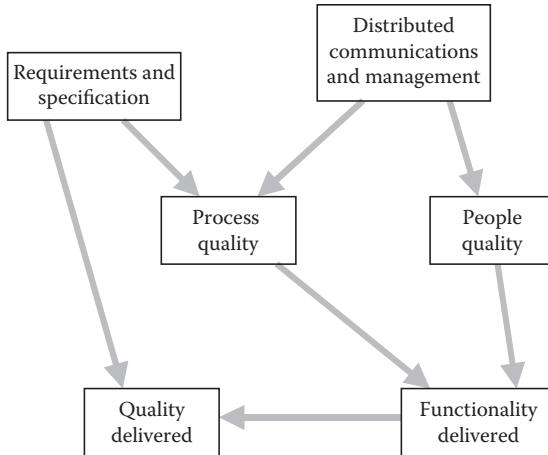 Distributed
communications
and management
Requirements and
specification
Process
quality
People
quality
Quality
delivered
Functionality
delivered